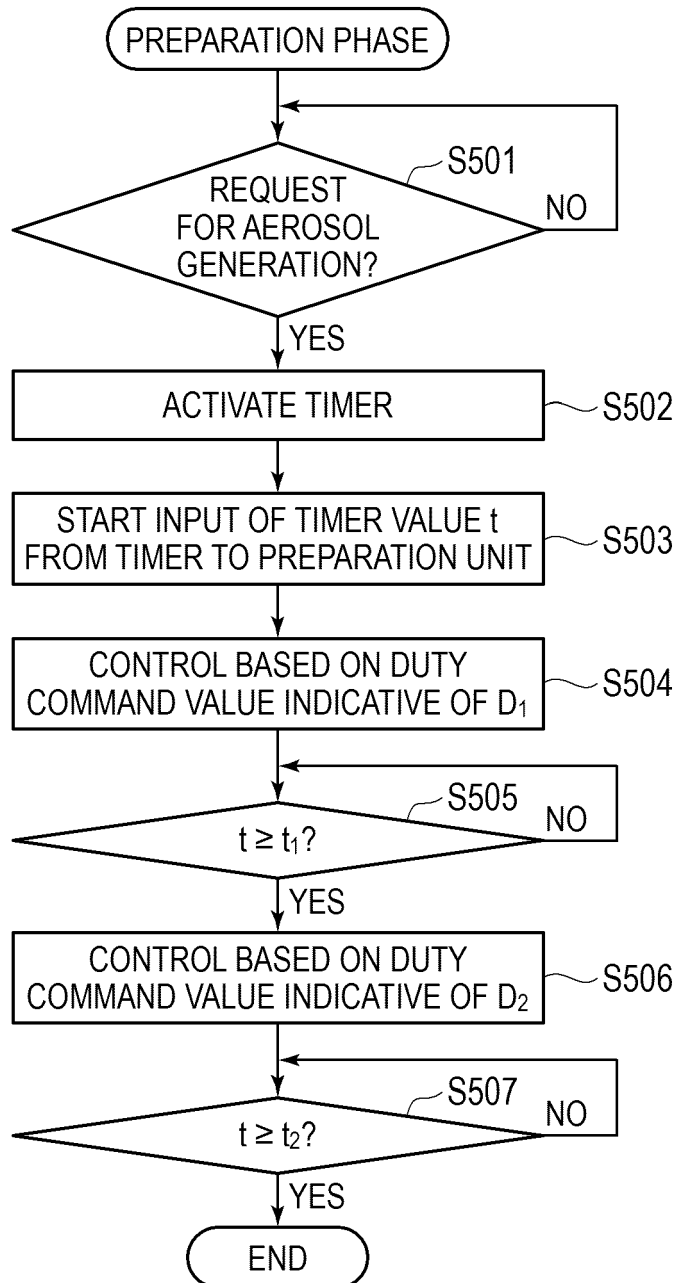 PREPARATION PHASE
S501
REQUEST
FOR AEROSOL
GENERATION?
NO
YES
ACTIVATE TIMER
S502
START INPUT OF TIMER VALUE t
FROM TIMER TO PREPARATION UNIT
S503
CONTROL BASED ON DUTY
COMMAND VALUE INDICATIVE OF D₁
S504
S505
t ≥ t₁?
NO
YES
CONTROL BASED ON DUTY
COMMAND VALUE INDICATIVE OF D₂
S506
S507
t ≥ t₂?
NO
YES
END